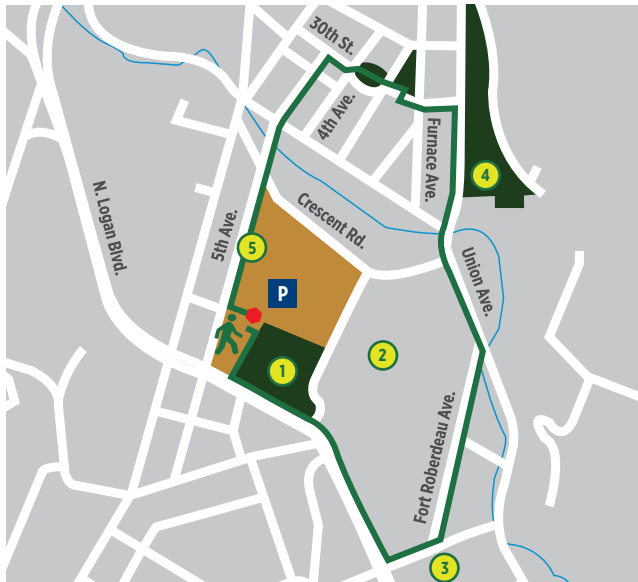 30th St.
4th Ave.
Furnace Ave.
4
N. Logan Blvd.
5th Ave.
Crescent Rd.
5
Union Ave.
P
2
1
Fort Roberdeau Ave.
3